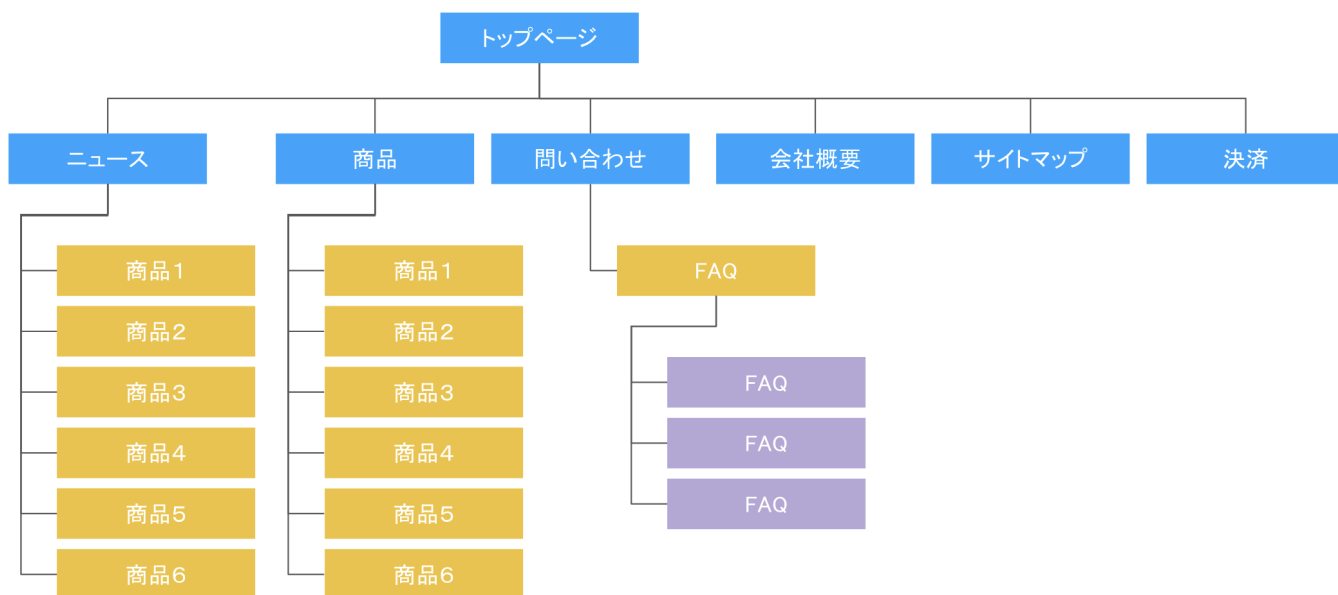 トップページ
ニュース
商品
問い合わせ
会社概要
サイトマップ
決済
商品1
商品2
商品3
商品4
商品5
商品6
商品1
商品2
商品3
商品4
商品5
商品6
FAQ
FAQ
FAQ
FAQ